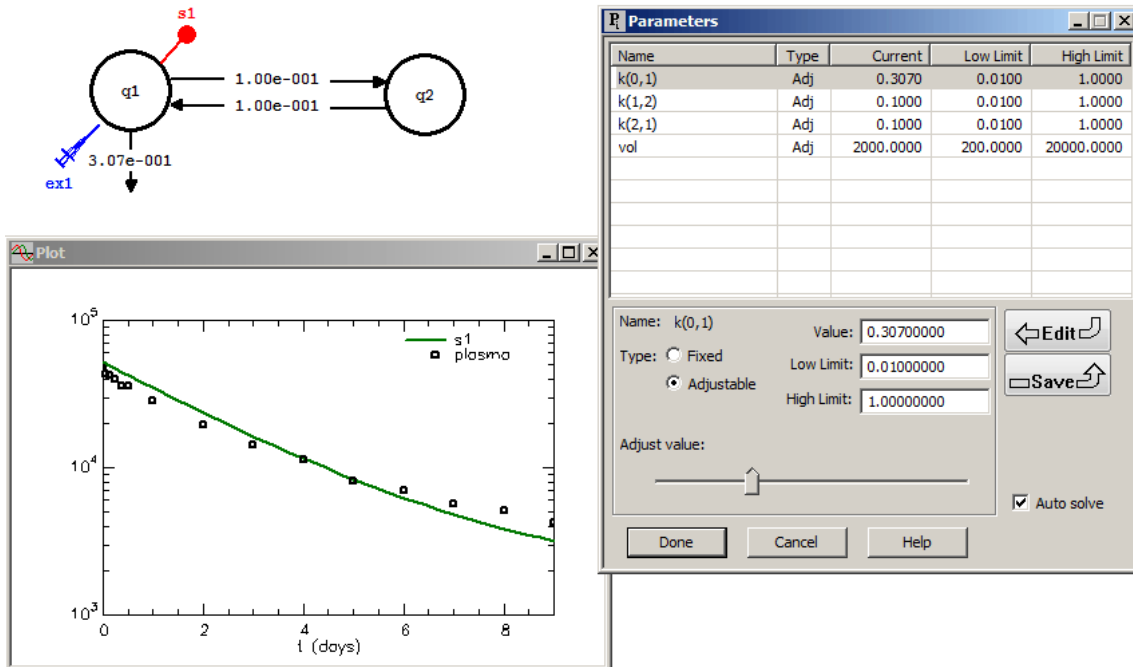 s1
q1
1.00e-001
1.00e-001
q2
3.07e-001
ex1
Plot
10^5
10^4
10^3
s1
plasma
0
2
4
6
8
t (days)
Parameters
Name Type Current Low Limit High Limit
k(0,1) Adj 0.3070 0.0100 1.0000
k(1,2) Adj 0.1000 0.0100 1.0000
k(2,1) Adj 0.1000 0.0100 1.0000
vol Adj 2000.0000 200.0000 20000.0000
Name: k(0,1)
Value: 0.30700000
Type: Fixed
Low Limit: 0.01000000
Adjustable
High Limit: 1.00000000
Adjust value:
Edit
Save
Auto solve
Done Cancel Help